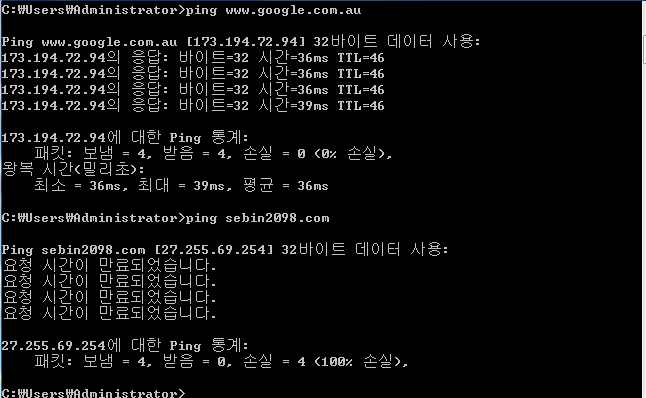 C:₩Users₩Administrator>ping www.google.com.au
Ping www.google.com.au [173.194.72.94] 32바이트 데이터 사용:
173.194.72.94의 응답: 바이트=32 시간=36ms TTL=46
173.194.72.94의 응답: 바이트=32 시간=36ms TTL=46
173.194.72.94의 응답: 바이트=32 시간=36ms TTL=46
173.194.72.94의 응답: 바이트=32 시간=39ms TTL=46
173.194.72.94에 대한 Ping 통계:
패킷: 보냄 = 4, 받음 = 4, 손실 = 0 (0% 손실),
왕복 시간(밀리초):
최소 = 36ms, 최대 = 39ms, 평균 = 36ms
C:₩Users₩Administrator>ping sebin2098.com
Ping sebin2098.com [27.255.69.254] 32바이트 데이터 사용:
요청 시간이 만료되었습니다.
요청 시간이 만료되었습니다.
요청 시간이 만료되었습니다.
요청 시간이 만료되었습니다.
27.255.69.254에 대한 Ping 통계:
패킷: 보냄 = 4, 받음 = 0, 손실 = 4 (100% 손실),
C:₩Users₩Administrator>